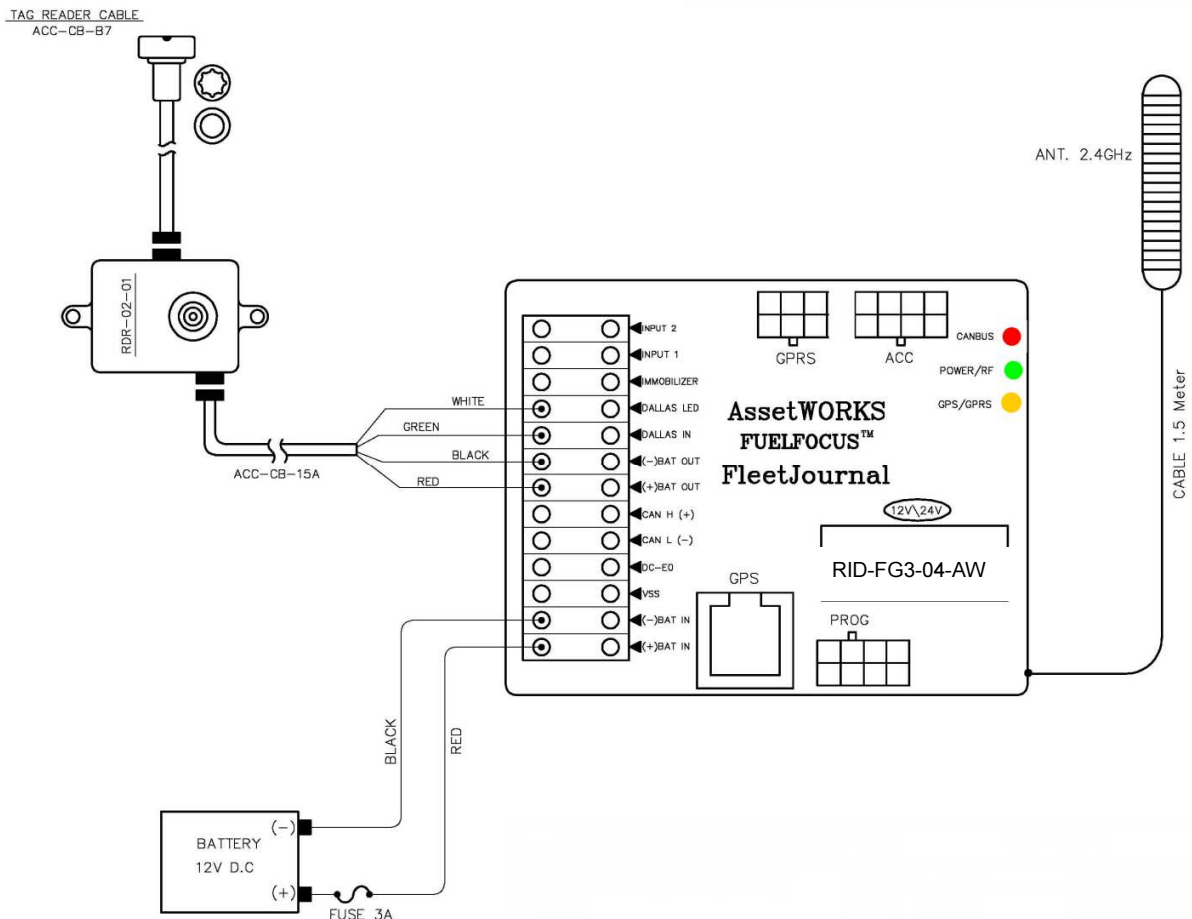 TAG READER CABLE
ACC-CB-B7
RDR-02-01
WHITE
GREEN
BLACK
RED
ACC-CB-15A
INPUT 2
INPUT 1
IMMOBILIZER
DALLAS LED
DALLAS IN
(-)BAT OUT
(+)BAT OUT
CAN H (+)
CAN L (-)
DC-E0
VSS
(-)BAT IN
(+)BAT IN
GPRS
ACC
CANBUS
POWER/RF
GPS/GPRS
AssetWORKS
FUELFOCUS™
FleetJournal
12V\24V
RID-FG3-04-AW
GPS
PROG
ANT. 2.4GHz
CABLE 1.5 Meter
BLACK
RED
BATTERY
12V D.C
(-)
(+)
FUSE 3A